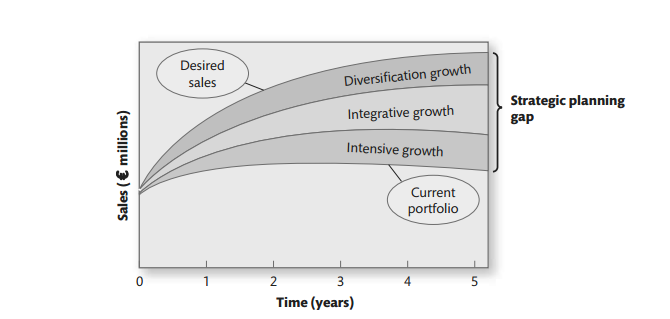 Desired
sales
Diversification growth
Integrative growth
Intensive growth
Current
portfolio
Strategic planning
gap
Sales (€ millions)
0 1 2 3 4 5
Time (years)